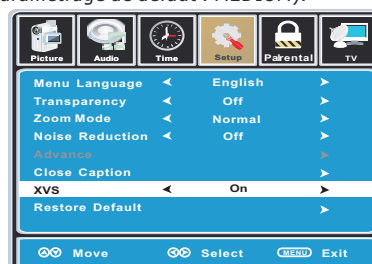 Picture Audio Time Setup Parental TV
Menu Language English
Transparency Off
Zoom Mode Normal
Noise Reduction Off
Advance
Close Caption
XVS On
Restore Default
Move Select MENU Exit